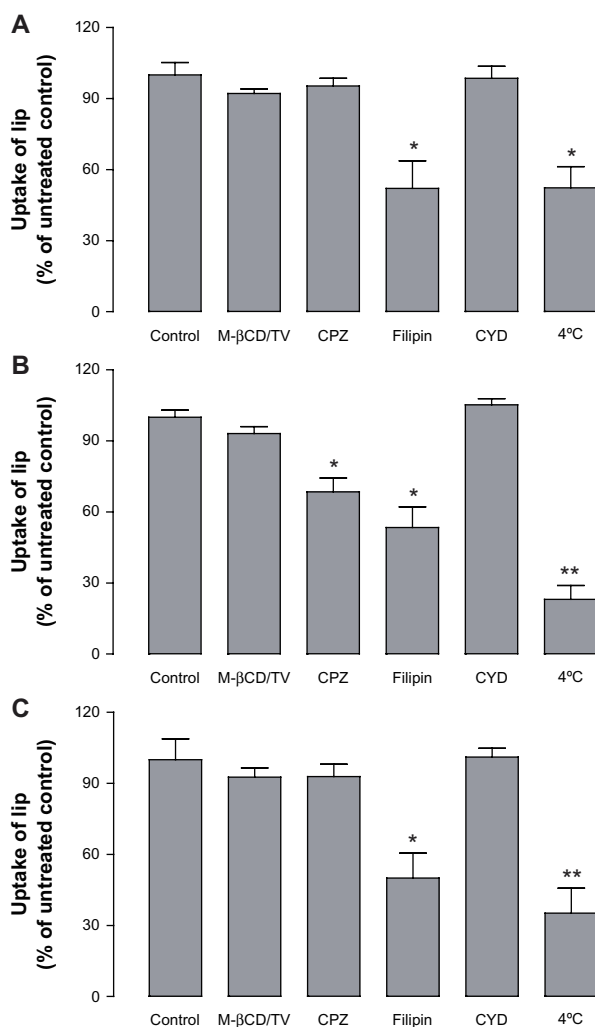 A
Uptake of lip
(% of untreated control)
120
90
60
30
0
*
*
Control M-βCD/TV CPZ Filipin CYD 4ºC
B
Uptake of lip
(% of untreated control)
120
90
60
30
0
*
*
**
Control M-βCD/TV CPZ Filipin CYD 4ºC
C
Uptake of lip
(% of untreated control)
120
90
60
30
0
*
**
Control M-βCD/TV CPZ Filipin CYD 4ºC